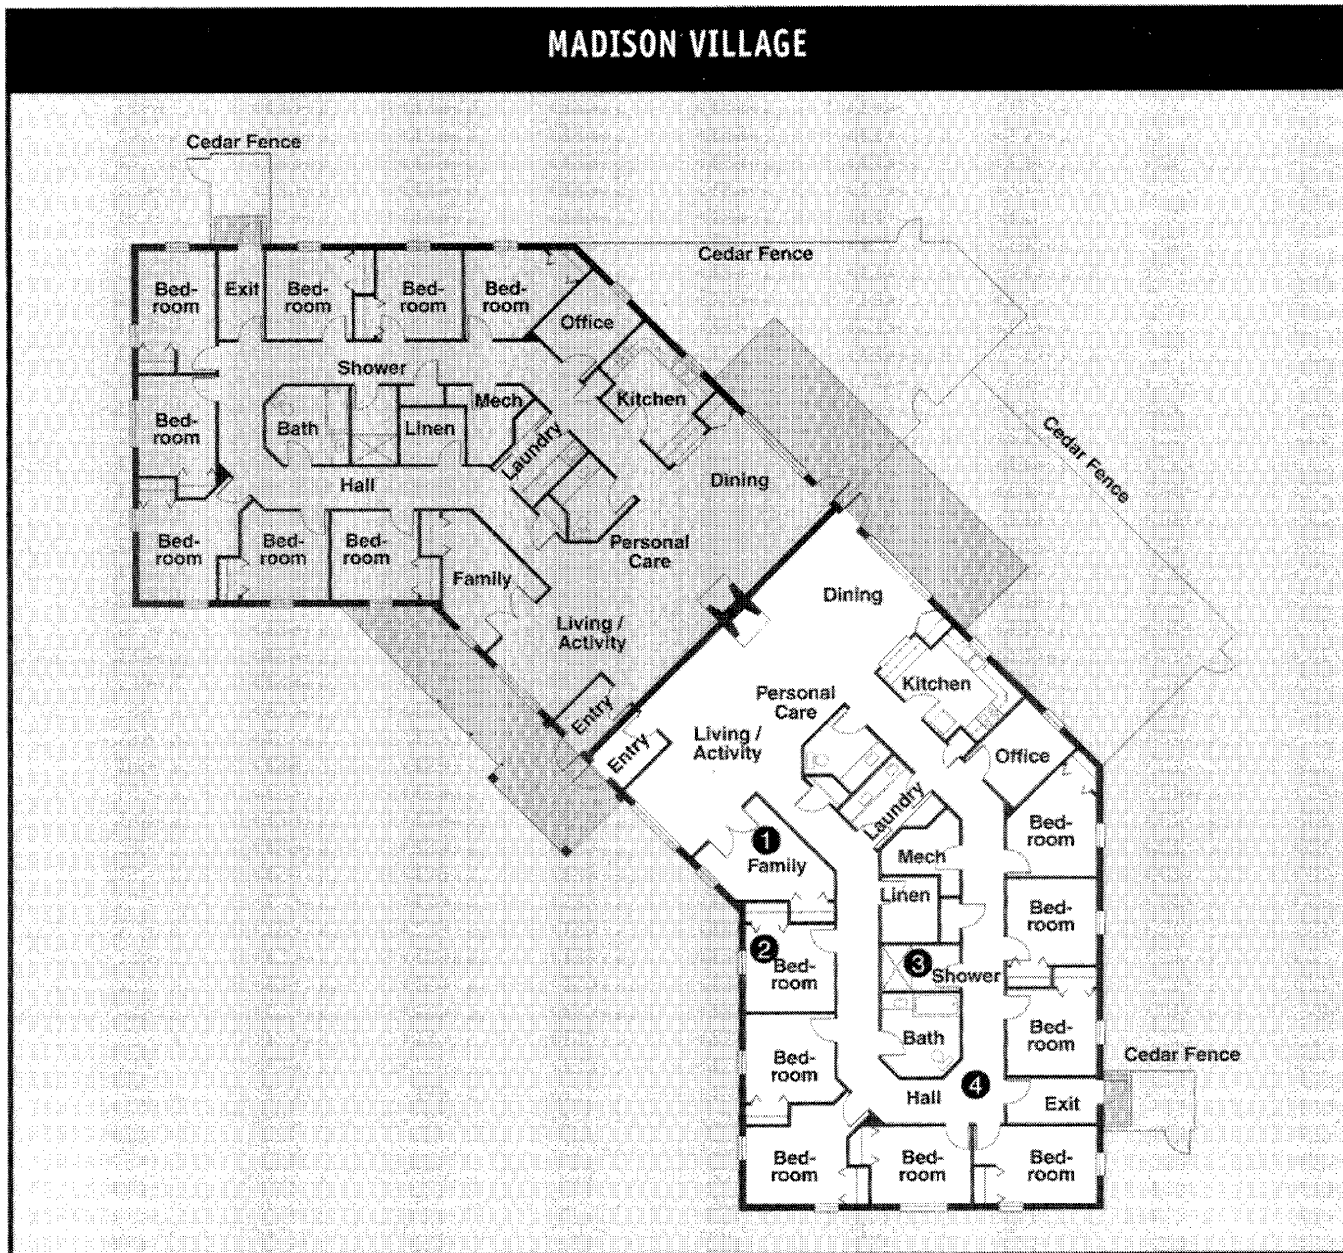 MADISON VILLAGE
Cedar Fence
Cedar Fence
Bed-
room
Exit
Bed-
room
Bed-
room
Bed-
room
Office
Shower
Kitchen
Mech
Bed-
room
Bath
Linen
Laundry
Cedar Fence
Hall
Dining
Bed-
room
Bed-
room
Bed-
room
Family
Personal
Care
Living /
Activity
Dining
Entry
Entry
Kitchen
Personal
Care
Living /
Activity
Office
Laundry
1
Family
Mech
Bed-
room
Linen
Bed-
room
2
Bed-
room
3
Shower
Bath
Bed-
room
Cedar Fence
Bed-
room
4
Hall
Exit
Bed-
room
Bed-
room
Bed-
room